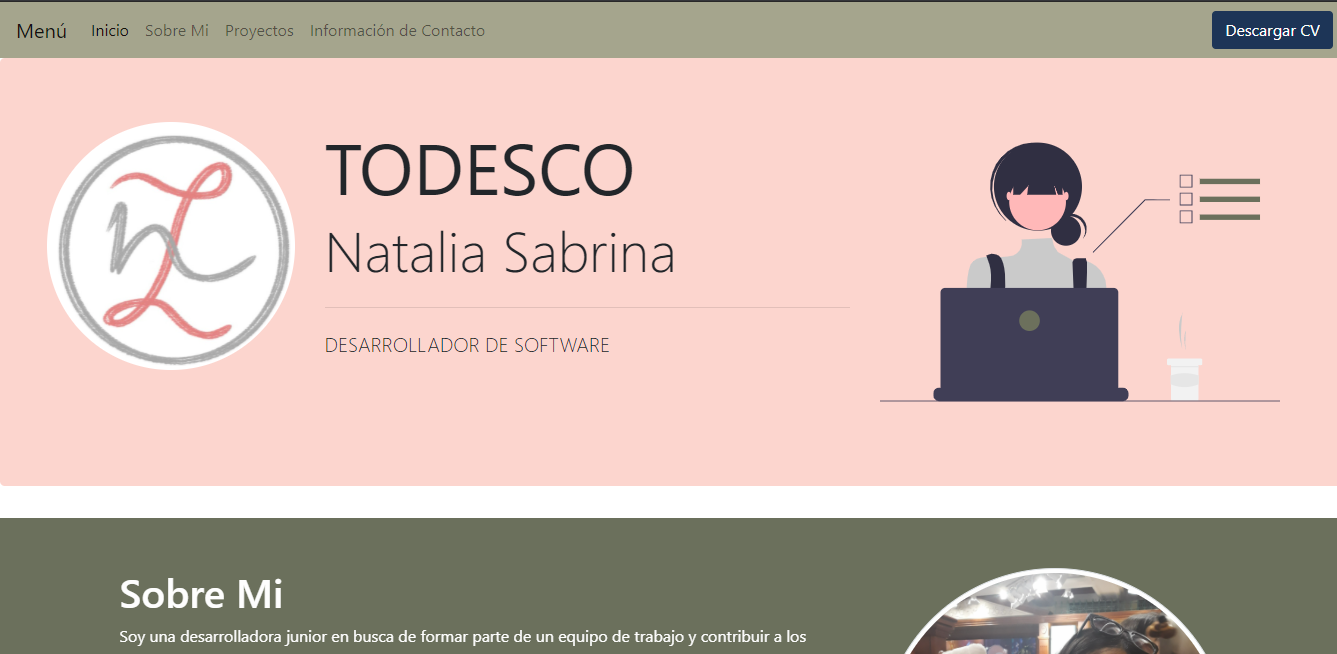 Menú Inicio Sobre Mi Proyectos Información de Contacto Descargar CV
TODESCO
Natalia Sabrina
DESARROLLADOR DE SOFTWARE
Sobre Mi
Soy una desarrolladora junior en busca de formar parte de un equipo de trabajo y contribuir a los